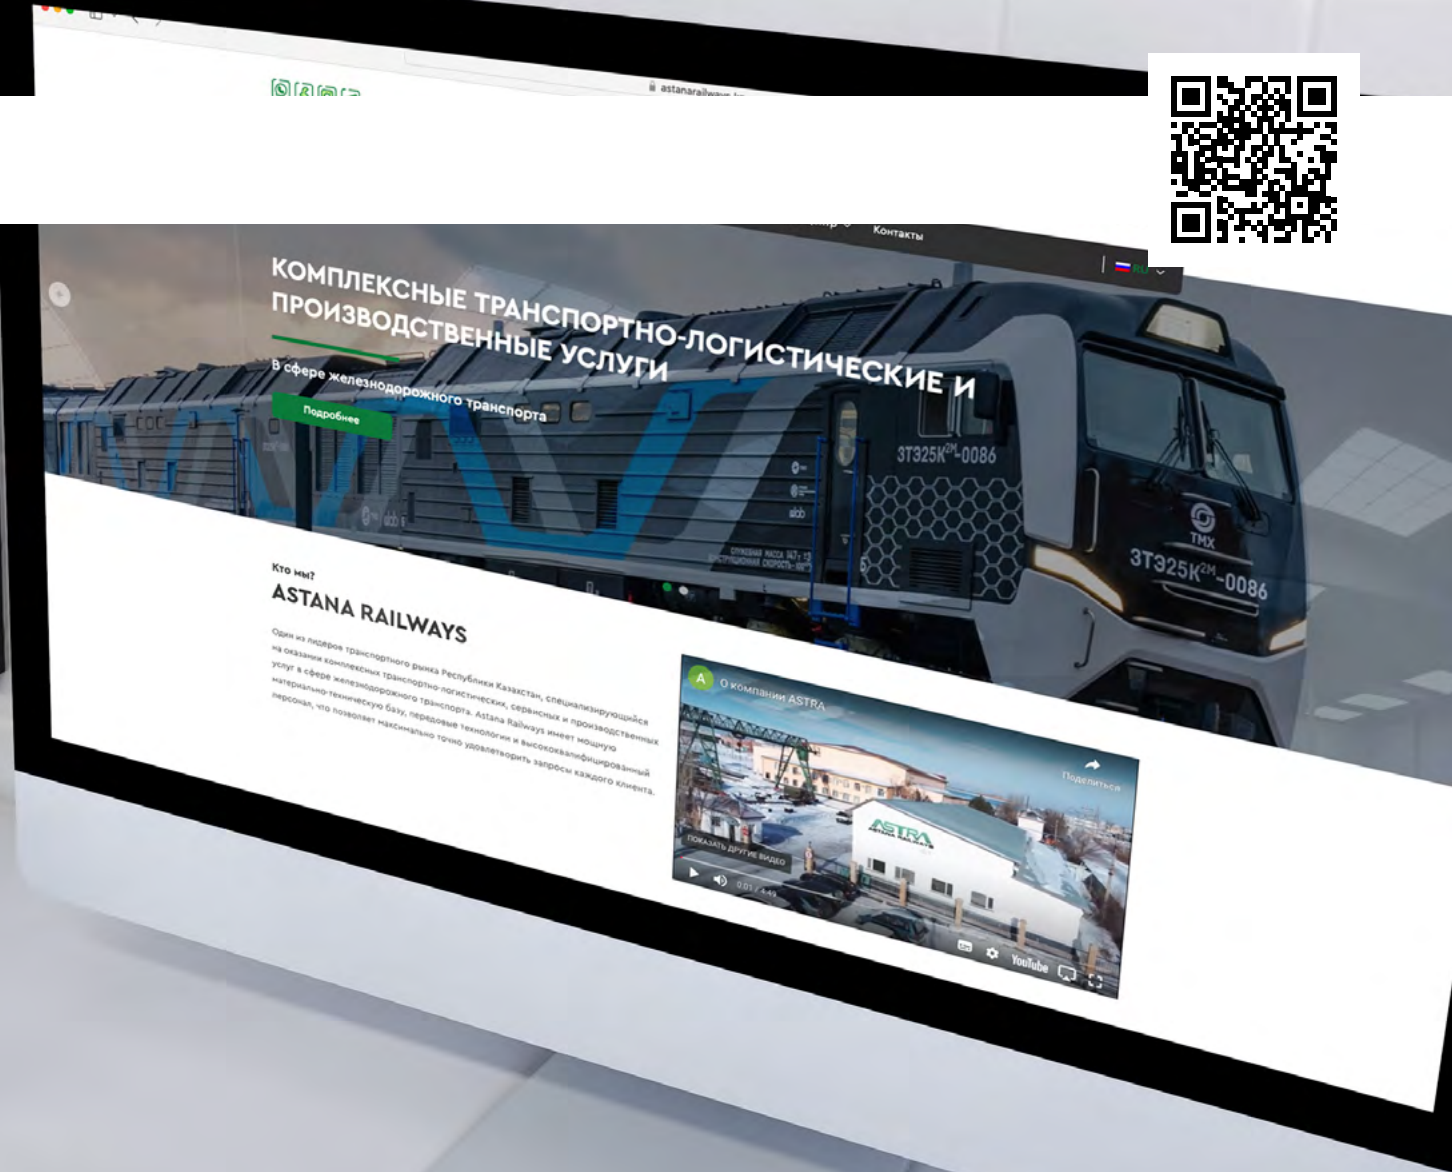 Контакты
RU
КОМПЛЕКСНЫЕ ТРАНСПОРТНО-ЛОГИСТИЧЕСКИЕ И
ПРОИЗВОДСТВЕННЫЕ УСЛУГИ
В сфере железнодорожного транспорта
Подробнее
3ТЭ25К2М-0086
ТМХ
3ТЭ25К2М-0086
Кто мы?
ASTANA RAILWAYS
Один из лидеров транспортного рынка Республики Казахстан, специализирующийся
на оказании комплексных транспортно-логистических, сервисных и производственных
услуг в сфере железнодорожного транспорта. Astana Railways имеет мощную
материально-техническую базу, передовые технологии и высококвалифицированный
персонал, что позволяет максимально точно удовлетворить запросы каждого клиента.
A
О компании ASTRA
Поделиться
ASTRA
ASTANA RAILWAYS
ПОКАЗАТЬ ДРУГИЕ ВИДЕО
0:01 / 4:49
YouTube